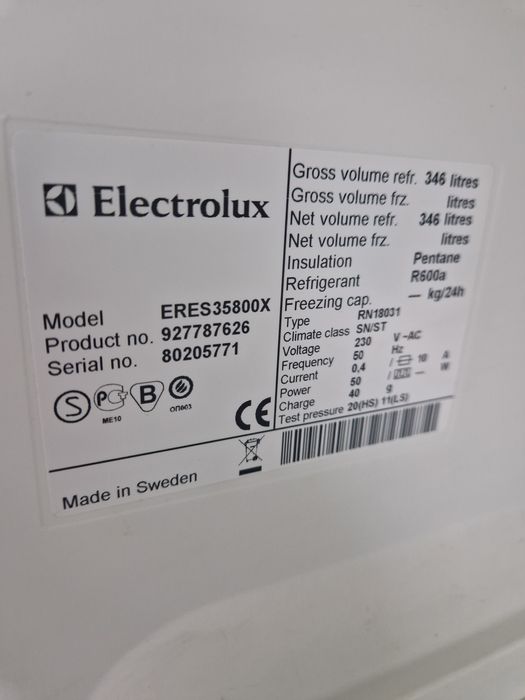 Electrolux
Model ERES35800X
Product no. 927787626
Serial no. 80205771
S PG B
ME10 ОП603
CE
Made in Sweden
Gross volume refr. 346 litres
Gross volume frz. litres
Net volume refr. 346 litres
Net volume frz. litres
Insulation Pentane
Refrigerant R600a
Freezing cap. — kg/24h
Type RN18031
Climate class SN/ST
Voltage 230 V -AC
Frequency 50 Hz
Current 0,4 / 10 A
Power 50 / — W
Charge 40 g
Test pressure 20(HS) 11(LS)